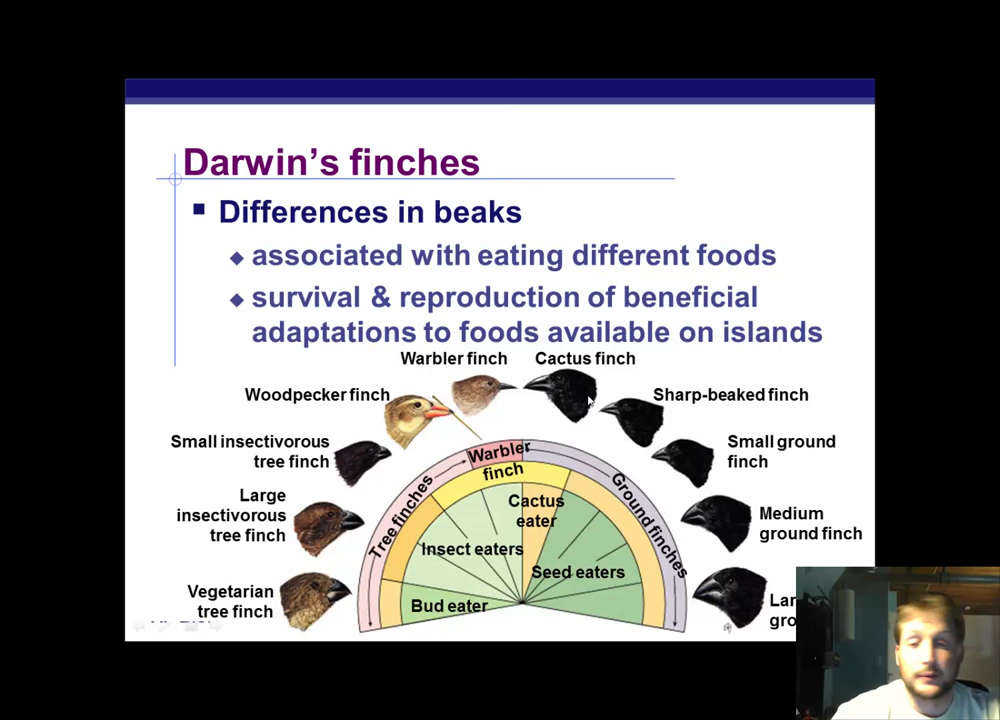 Darwin's finches
Differences in beaks
associated with eating different foods
survival & reproduction of beneficial
adaptations to foods available on islands
Warbler finch
Cactus finch
Woodpecker finch
Sharp-beaked finch
Small insectivorous
tree finch
Small ground
finch
Large
insectivorous
tree finch
Medium
ground finch
Vegetarian
tree finch
Warbler
finch
Tree finches
Ground finches
Cactus
eater
Insect eaters
Seed eaters
Bud eater